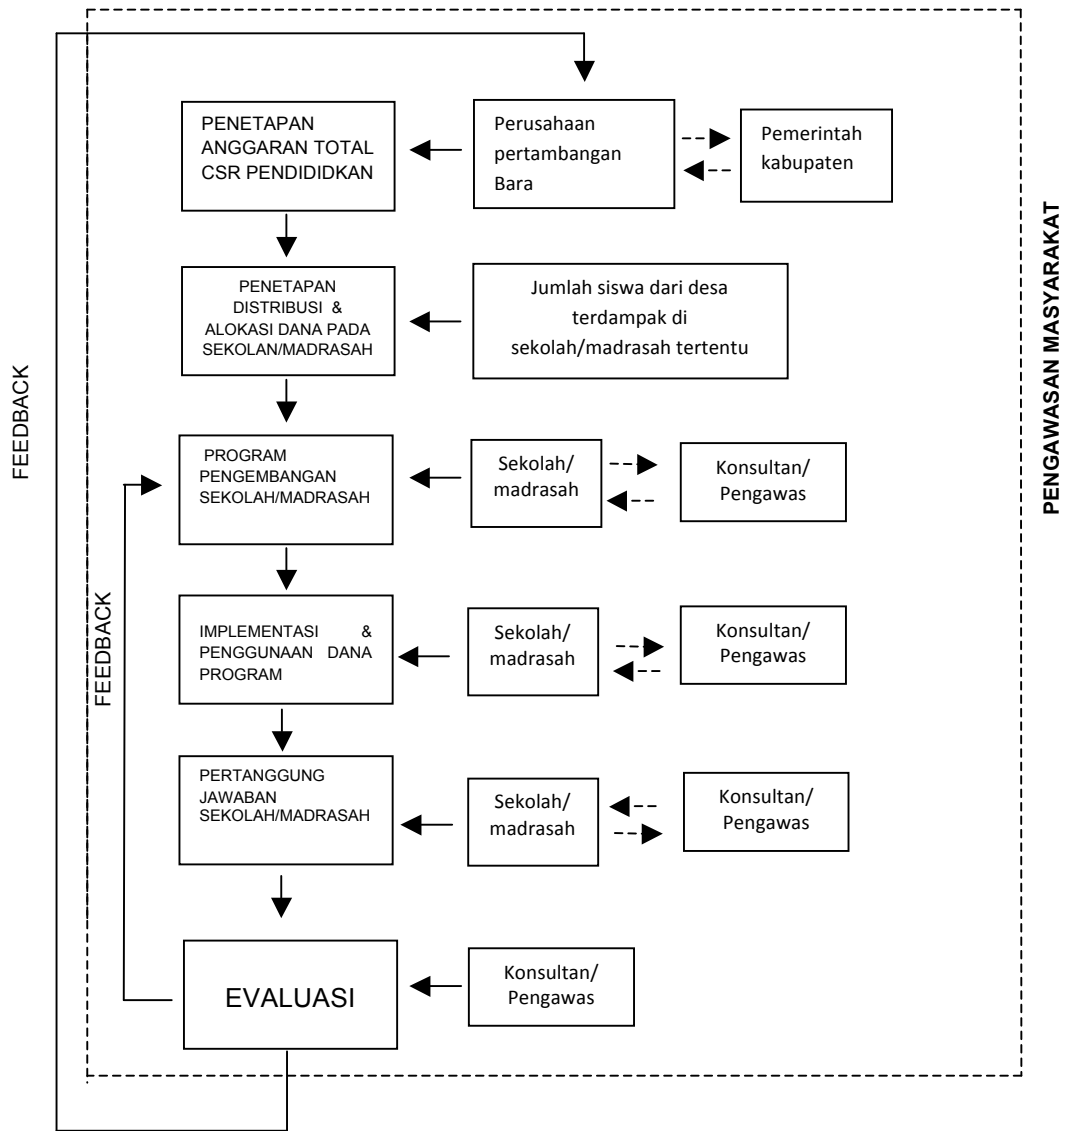 PENETAPAN
ANGGARAN TOTAL
CSR PENDIDIDKAN
Perusahaan
pertambangan
Bara
Pemerintah
kabupaten
PENETAPAN
DISTRIBUSI &
ALOKASI DANA PADA
SEKOLAN/MADRASAH
Jumlah siswa dari desa
terdampak di
sekolah/madrasah tertentu
PENGAWASAN MASYARAKAT
FEEDBACK
PROGRAM
PENGEMBANGAN
SEKOLAH/MADRASAH
Sekolah/
madrasah
Konsultan/
Pengawas
FEEDBACK
IMPLEMENTASI &
PENGGUNAAN DANA
PROGRAM
Sekolah/
madrasah
Konsultan/
Pengawas
PERTANGGUNG
JAWABAN
SEKOLAH/MADRASAH
Sekolah/
madrasah
Konsultan/
Pengawas
EVALUASI
Konsultan/
Pengawas